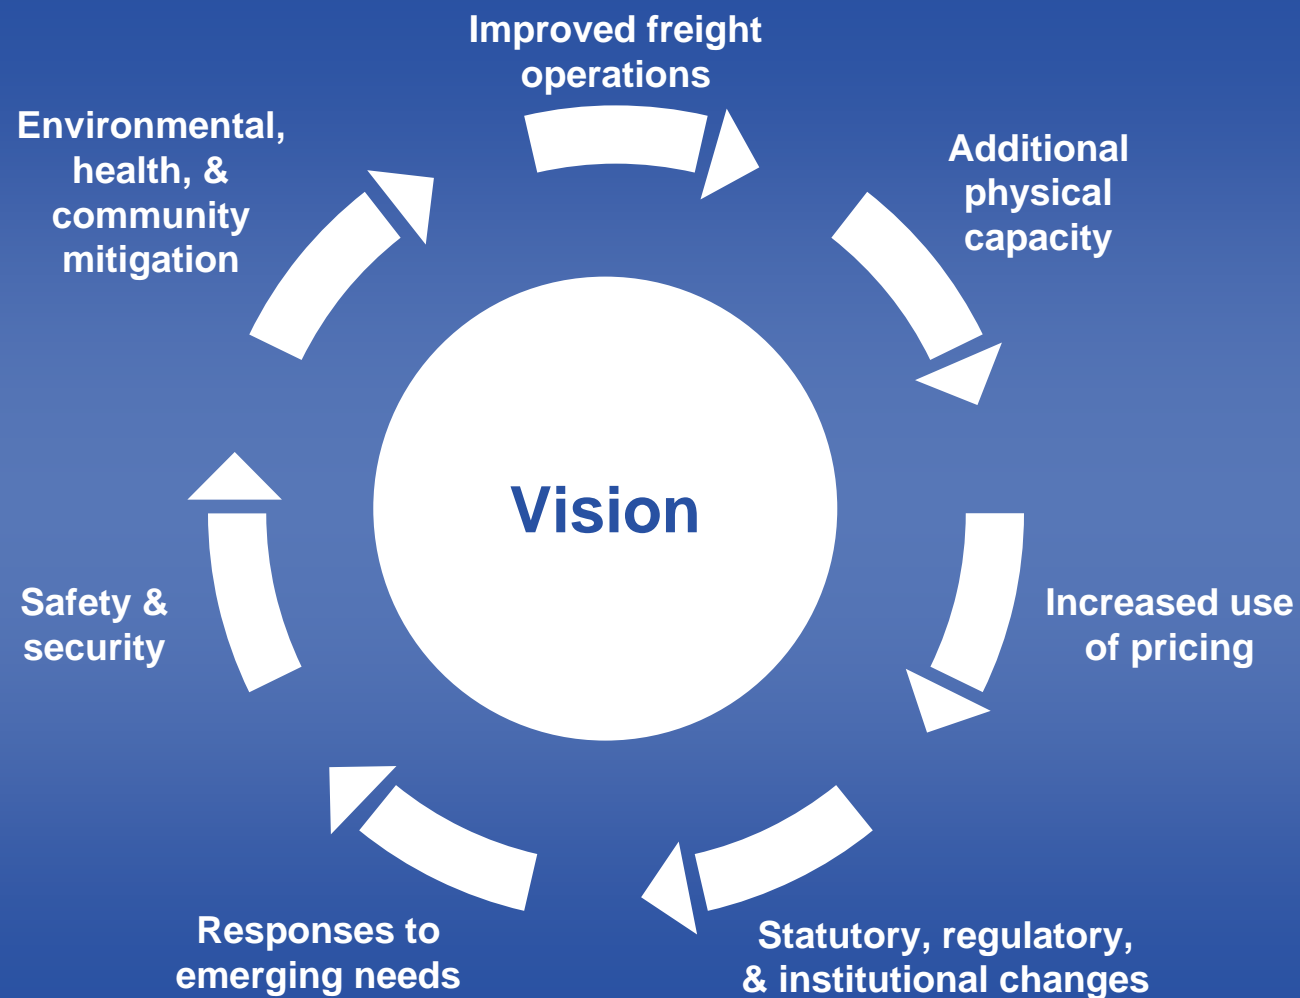 Improved freight
operations
Additional
physical
capacity
Increased use
of pricing
Statutory, regulatory,
& institutional changes
Responses to
emerging needs
Safety &
security
Environmental,
health, &
community
mitigation
Vision